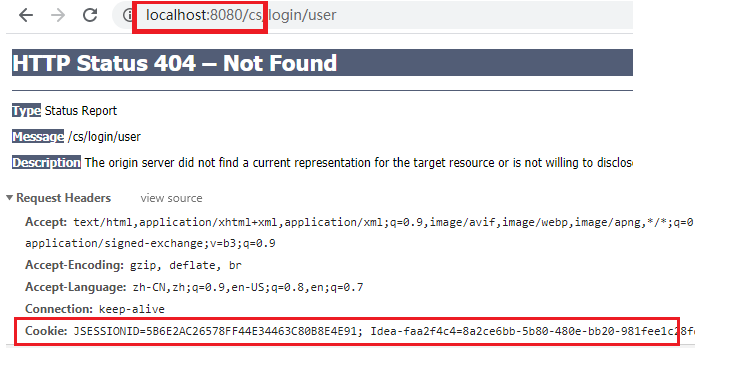 localhost:8080/cs/login/user
HTTP Status 404 – Not Found
Type Status Report
Message /cs/login/user
Description The origin server did not find a current representation for the target resource or is not willing to
Request Headers view source
Accept: text/html,application/xhtml+xml,application/xml;q=0.9,image/avif,image/webp,image/apng,*/*;q=0
application/signed-exchange;v=b3;q=0.9
Accept-Encoding: gzip, deflate, br
Accept-Language: zh-CN,zh;q=0.9,en-US;q=0.8,en;q=0.7
Connection: keep-alive
Cookie: JSESSIONID=5B6E2AC26578FF44E34463C80B8E4E91; Idea-faa2f4c4=8a2ce6bb-5b80-480e-bb20-981fee1c28f